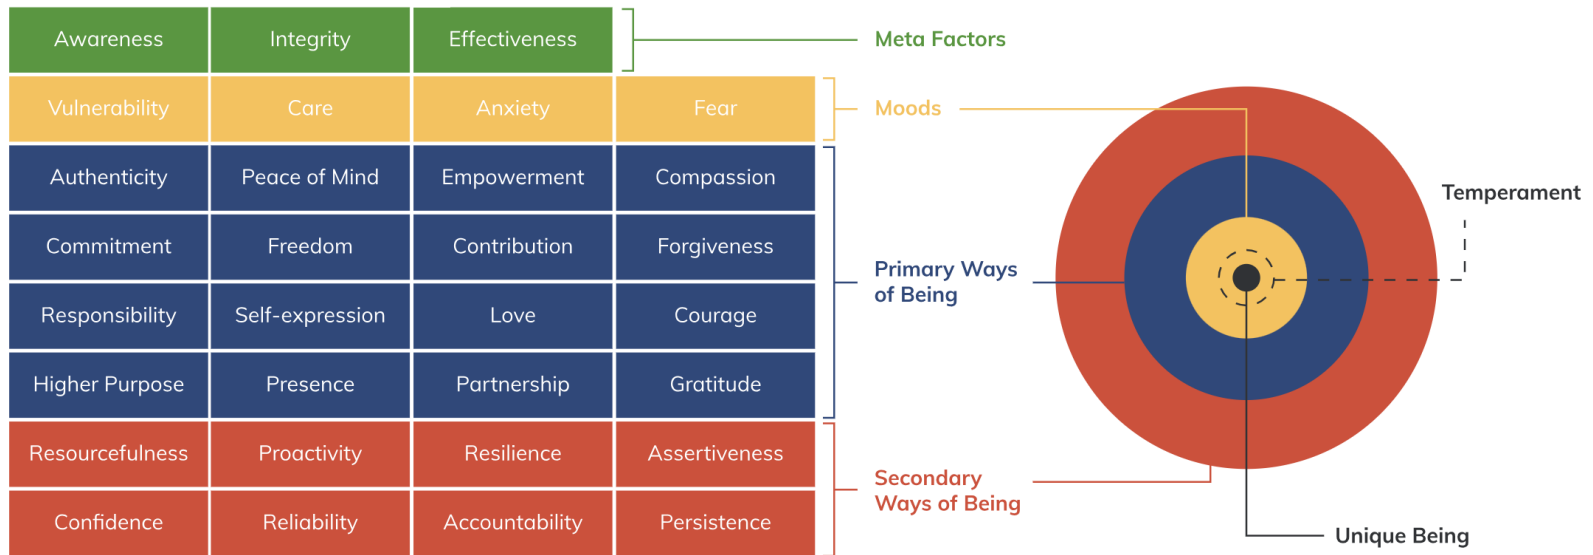 Awareness
Integrity
Effectiveness
Meta Factors
Vulnerability
Care
Anxiety
Fear
Moods
Authenticity
Peace of Mind
Empowerment
Compassion
Commitment
Freedom
Contribution
Forgiveness
Responsibility
Self-expression
Love
Courage
Higher Purpose
Presence
Partnership
Gratitude
Primary Ways
of Being
Resourcefulness
Proactivity
Resilience
Assertiveness
Confidence
Reliability
Accountability
Persistence
Secondary
Ways of Being
Temperament
Unique Being